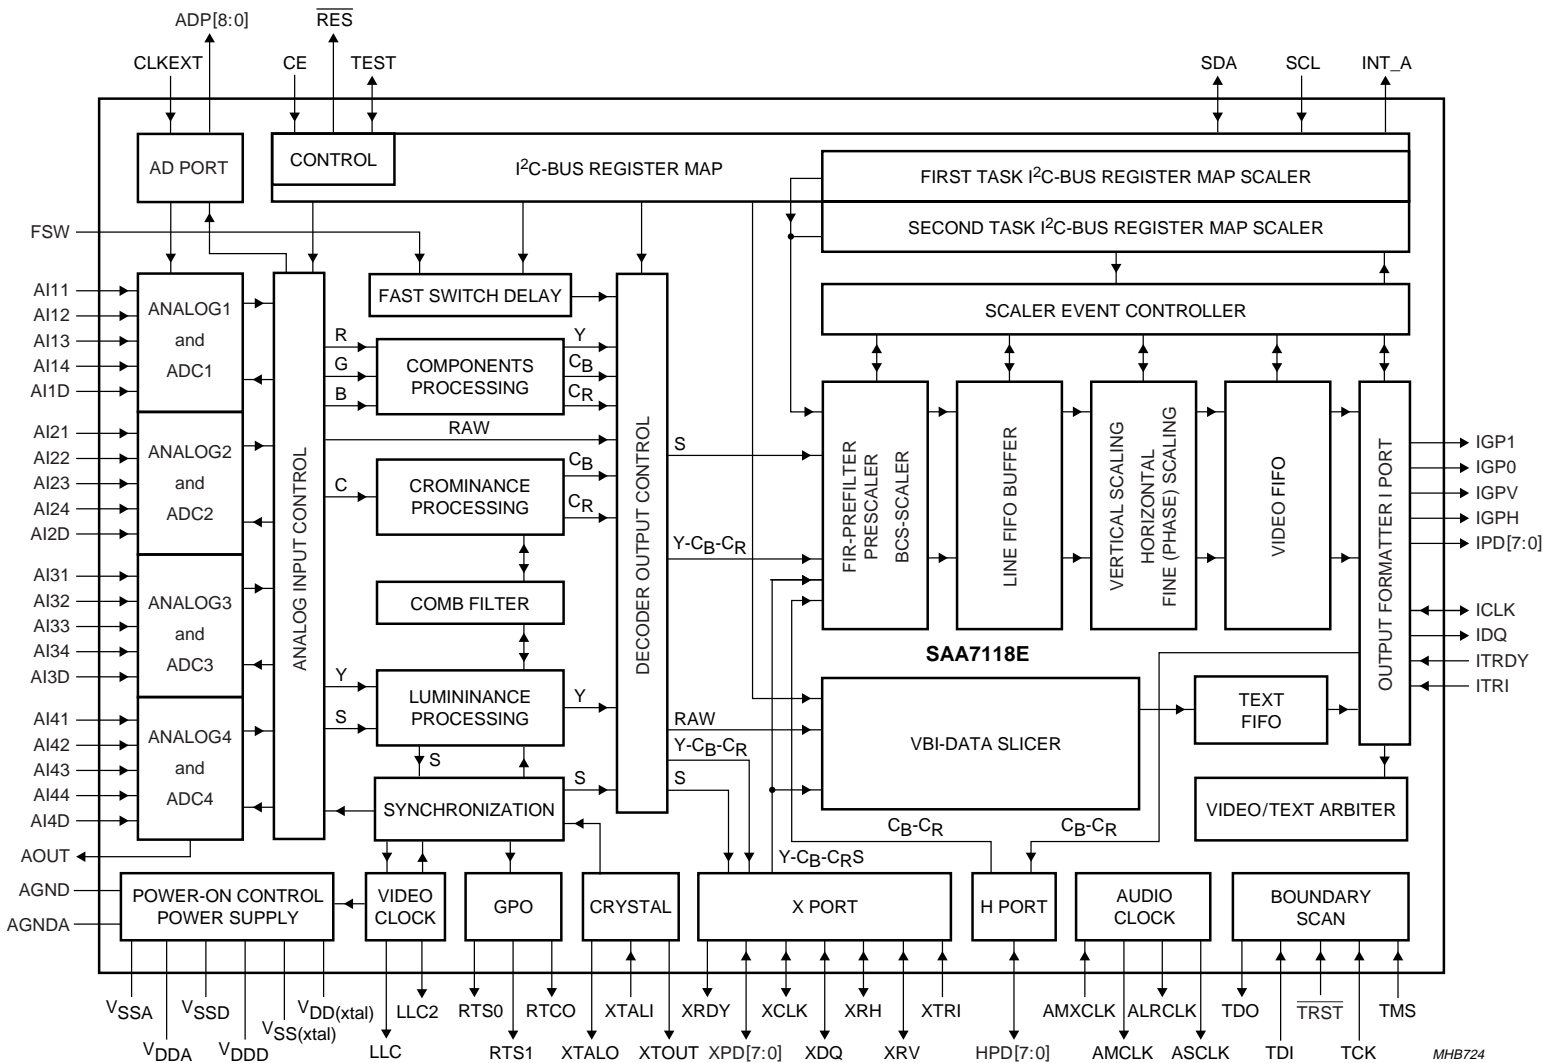 ADP[8:0]
RES
CLKEXT
CE
TEST
SDA
SCL
INT_A
AD PORT
CONTROL
I²C-BUS REGISTER MAP
FIRST TASK I²C-BUS REGISTER MAP SCALER
SECOND TASK I²C-BUS REGISTER MAP SCALER
FSW
AI11
AI12
AI13
AI14
AI1D
ANALOG1
and
ADC1
AI21
AI22
AI23
AI24
AI2D
ANALOG2
and
ADC2
AI31
AI32
AI33
AI34
AI3D
ANALOG3
and
ADC3
AI41
AI42
AI43
AI44
AI4D
ANALOG4
and
ADC4
AOUT
AGND
AGNDA
ANALOG INPUT CONTROL
FAST SWITCH DELAY
R
G
B
COMPONENTS
PROCESSING
Y
CB
CR
RAW
C
CROMINANCE
PROCESSING
CB
CR
COMB FILTER
Y
S
LUMININANCE
PROCESSING
Y
S
SYNCHRONIZATION
S
DECODER OUTPUT CONTROL
S
Y-CB-CR
RAW
Y-CB-CR
S
SCALER EVENT CONTROLLER
FIR-PREFILTER
PRESCALER
BCS-SCALER
LINE FIFO BUFFER
VERTICAL SCALING
HORIZONTAL
FINE (PHASE) SCALING
VIDEO FIFO
OUTPUT FORMATTER I PORT
IGP1
IGP0
IGPV
IGPH
IPD[7:0]
ICLK
IDQ
ITRDY
ITRI
SAA7118E
VBI-DATA SLICER
TEXT
FIFO
VIDEO/TEXT ARBITER
CB-CR
CB-CR
Y-CB-CRS
POWER-ON CONTROL
POWER SUPPLY
VIDEO
CLOCK
GPO
CRYSTAL
X PORT
H PORT
AUDIO
CLOCK
BOUNDARY
SCAN
VSSA
VDDA
VSSD
VDDD
VSS(xtal)
VDD(xtal)
LLC
LLC2
RTS0
RTS1
RTCO
XTALO
XTALI
XTOUT
XRDY
XPD[7:0]
XCLK
XDQ
XRH
XRV
XTRI
HPD[7:0]
AMXCLK
AMCLK
ALRCLK
ASCLK
TDO
TDI
TRST
TCK
TMS
MHB724